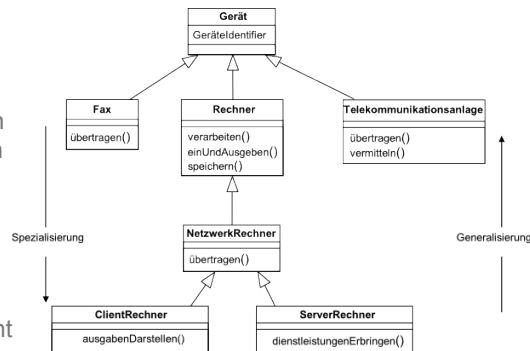 Gerät
GeräteIdentifier
Fax
übertragen()
Rechner
verarbeiten()
einUndAusgeben()
speichern()
Telekommunikationsanlage
übertragen()
vermitteln()
Spezialisierung
Generalisierung
NetzwerkRechner
übertragen()
ClientRechner
ausgabenDarstellen()
ServerRechner
dienstleistungenErbringen()